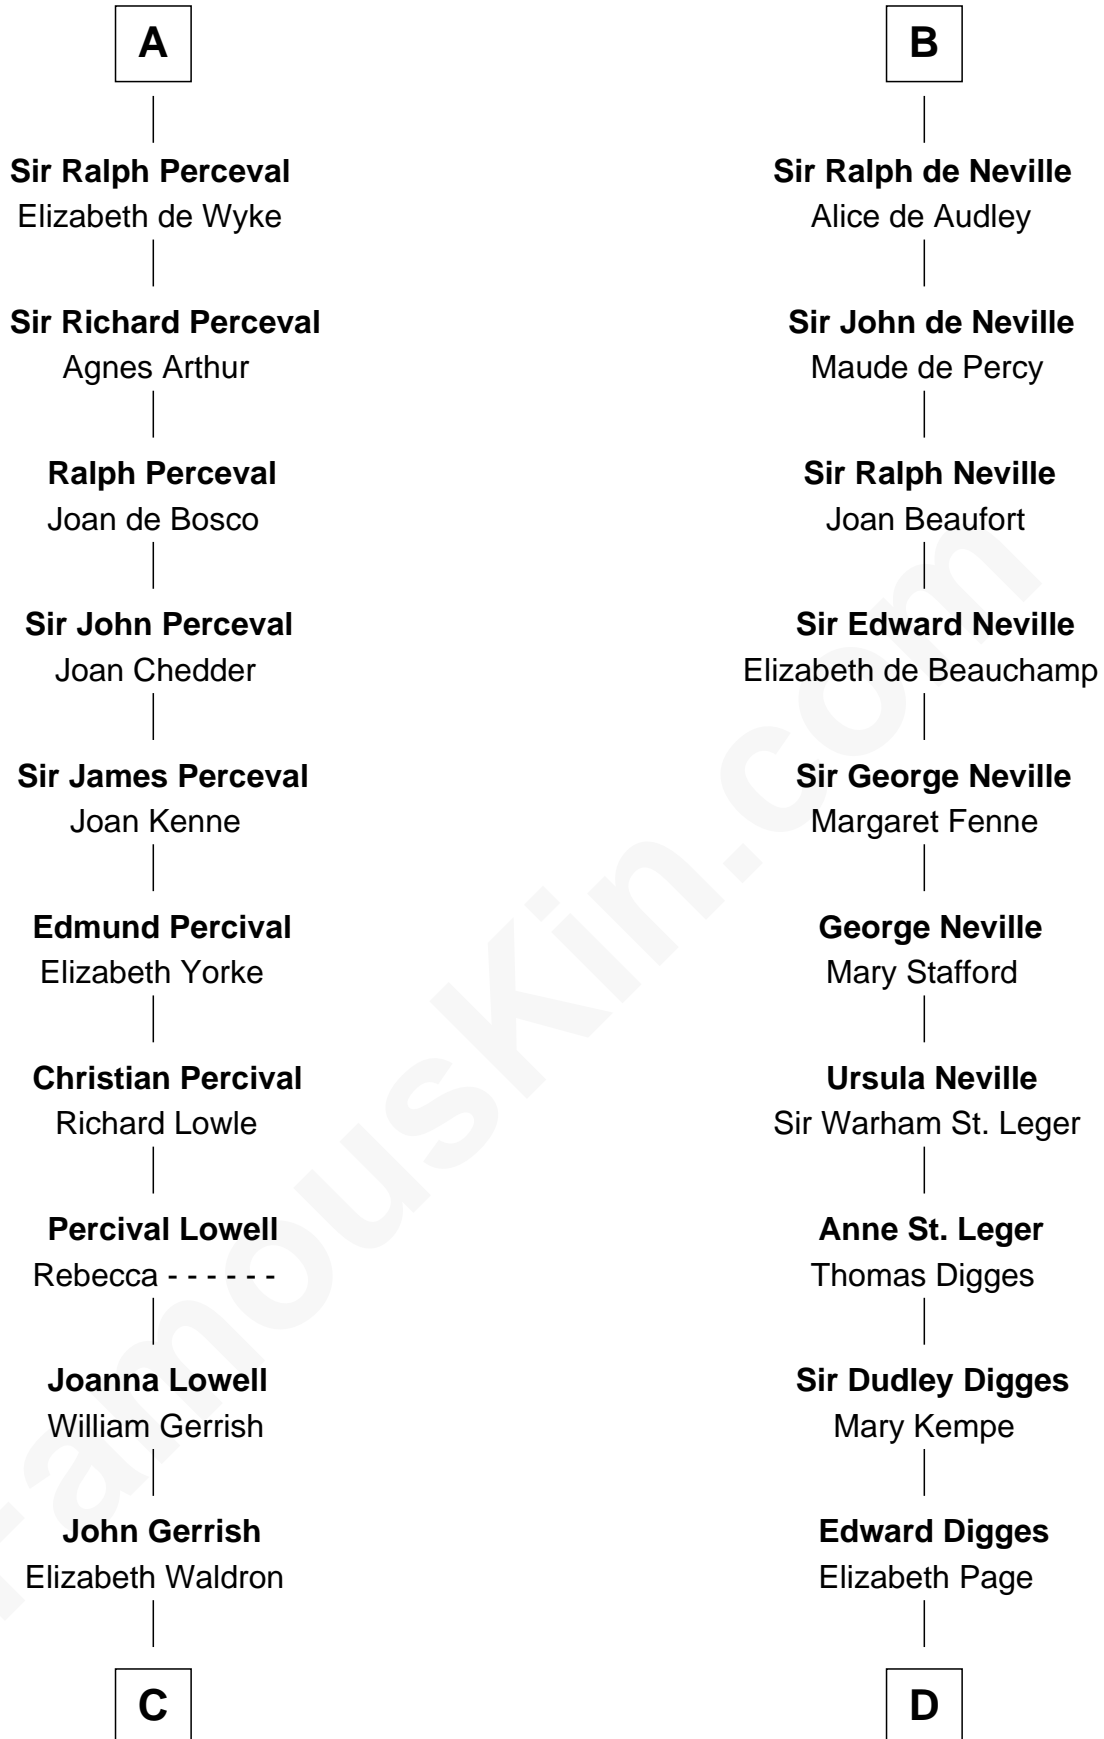 A
Sir Ralph Perceval
Elizabeth de Wyke
Sir Richard Perceval
Agnes Arthur
Ralph Perceval
Joan de Bosco
Sir John Perceval
Joan Chedder
Sir James Perceval
Joan Kenne
Edmund Percival
Elizabeth Yorke
Christian Percival
Richard Lowle
Percival Lowell
Rebecca - - - - - -
Joanna Lowell
William Gerrish
John Gerrish
Elizabeth Waldron
C
B
Sir Ralph de Neville
Alice de Audley
Sir John de Neville
Maude de Percy
Sir Ralph Neville
Joan Beaufort
Sir Edward Neville
Elizabeth de Beauchamp
Sir George Neville
Margaret Fenne
George Neville
Mary Stafford
Ursula Neville
Sir Warham St. Leger
Anne St. Leger
Thomas Digges
Sir Dudley Digges
Mary Kempe
Edward Digges
Elizabeth Page
D
FamousKin.com